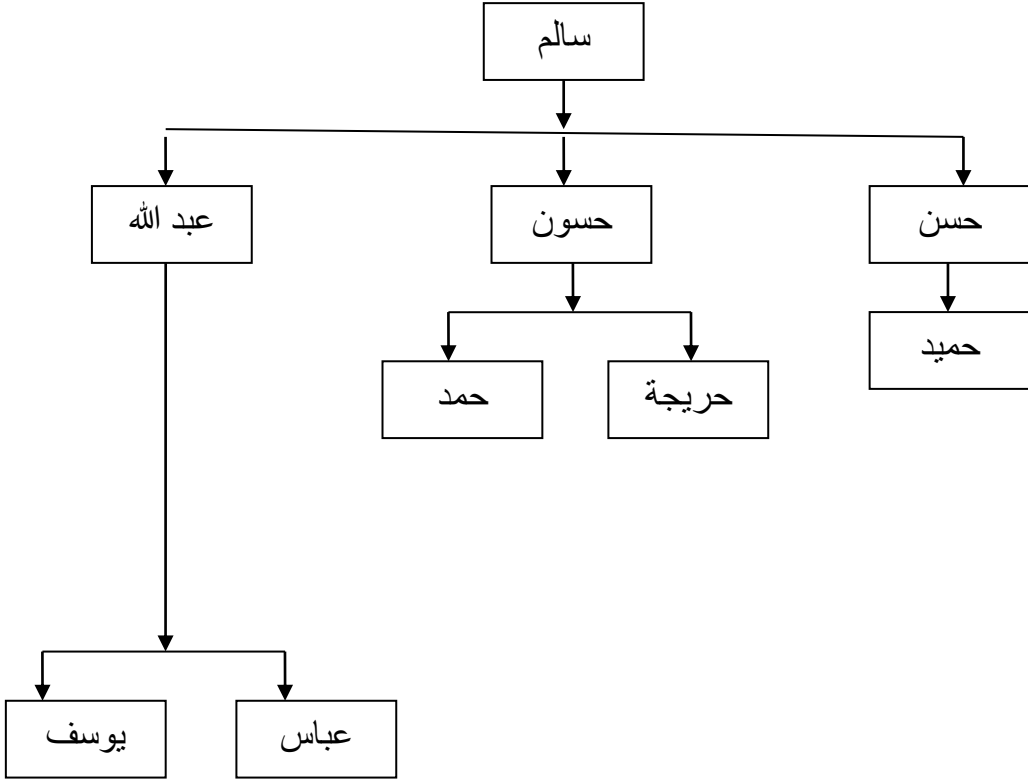 سالم
حسن
حسون
عبد الله
حميد
حريجة
حمد
عباس
يوسف